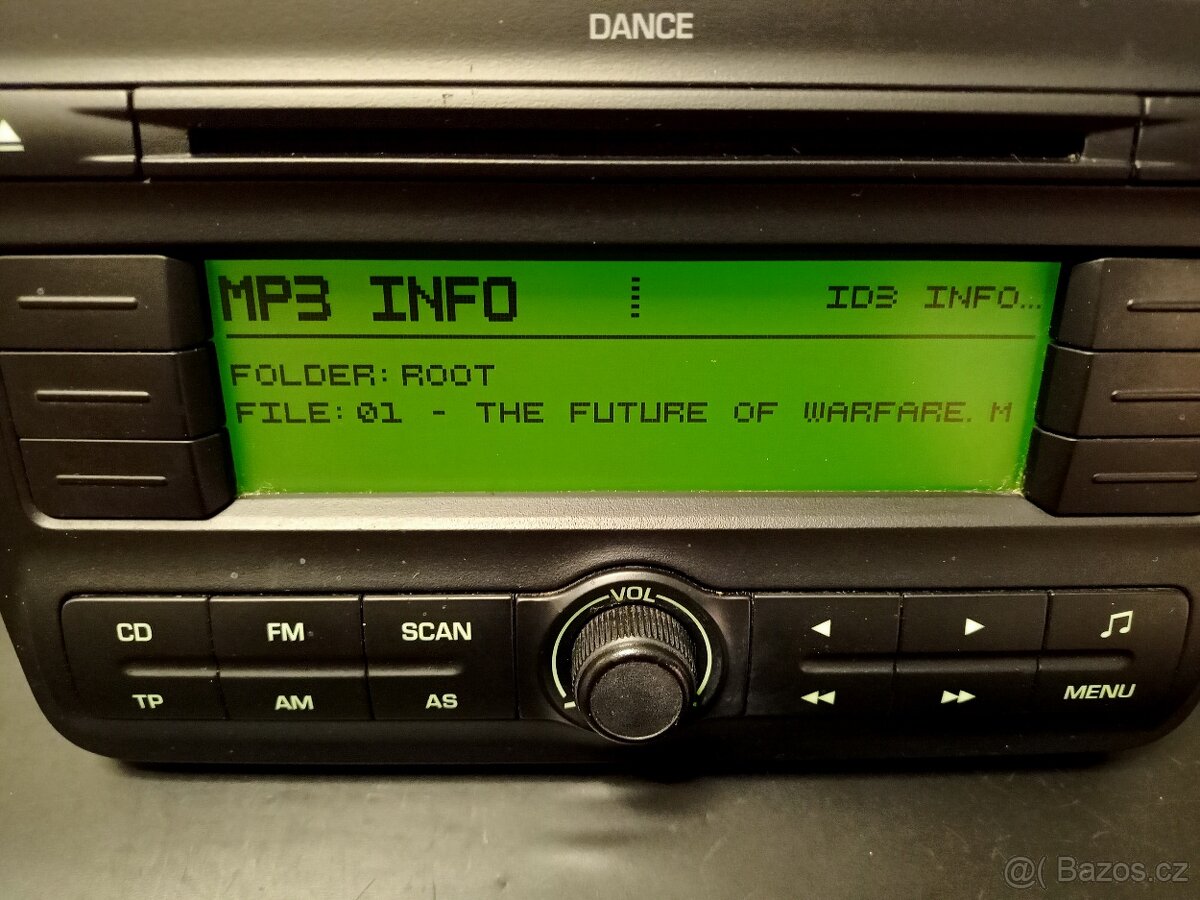 DANCE
MP3 INFO ID3 INFO...
FOLDER: ROOT
FILE: 01 - THE FUTURE OF WARFARE. M
VOL
CD FM SCAN
TP AM AS MENU
@( Bazos.cz